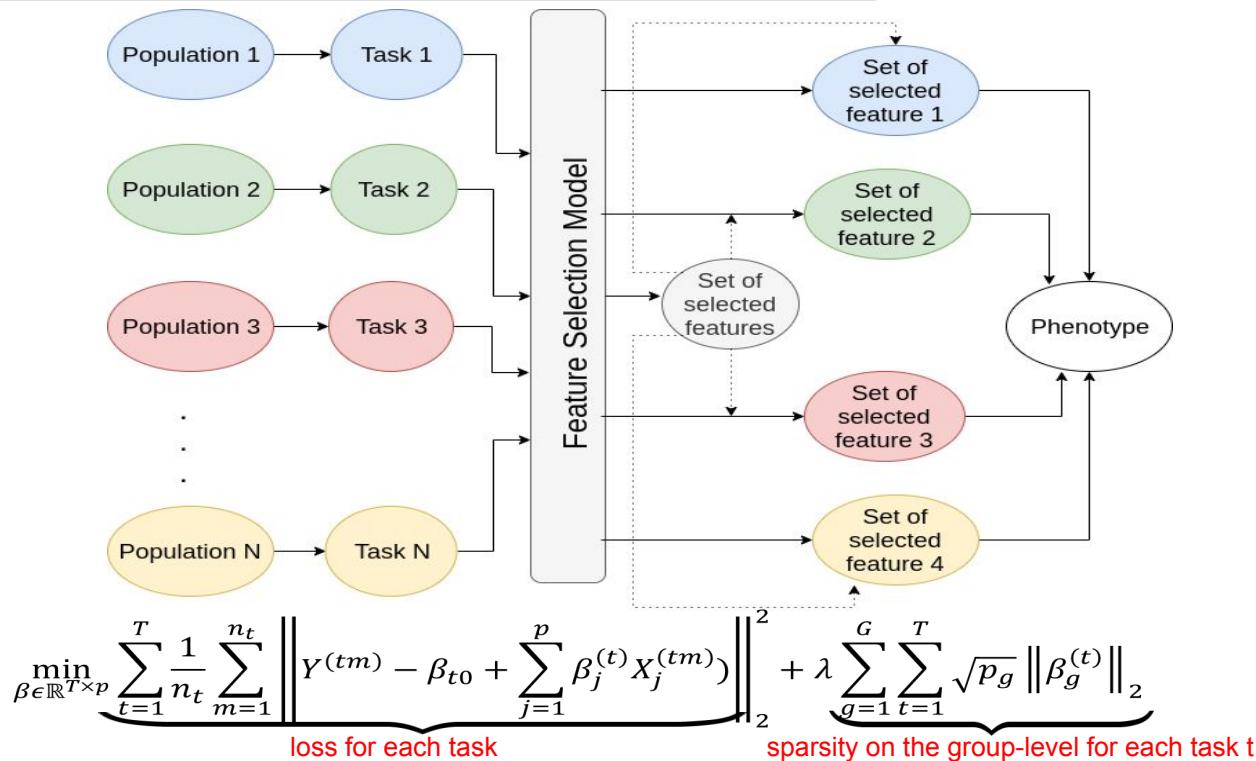 Population 1
Task 1
Population 2
Task 2
Population 3
Task 3
.
.
.
Population N
Task N
Feature Selection Model
Set of
selected
features
Set of
selected
feature 1
Set of
selected
feature 2
Set of
selected
feature 3
Set of
selected
feature 4
Phenotype
\min_{\beta \epsilon \mathbb{R}^{T \times p}} \sum_{t=1}^{T} \frac{1}{n_t} \sum_{m=1}^{n_t} \left\| Y^{(tm)} - \beta_{t0} + \sum_{j=1}^{p} \beta_j^{(t)} X_j^{(tm)}) \right\|_2^2 + \lambda \sum_{g=1}^{G} \sum_{t=1}^{T} \sqrt{p_g} \left\| \beta_g^{(t)} \right\|_2
loss for each task
sparsity on the group-level for each task t